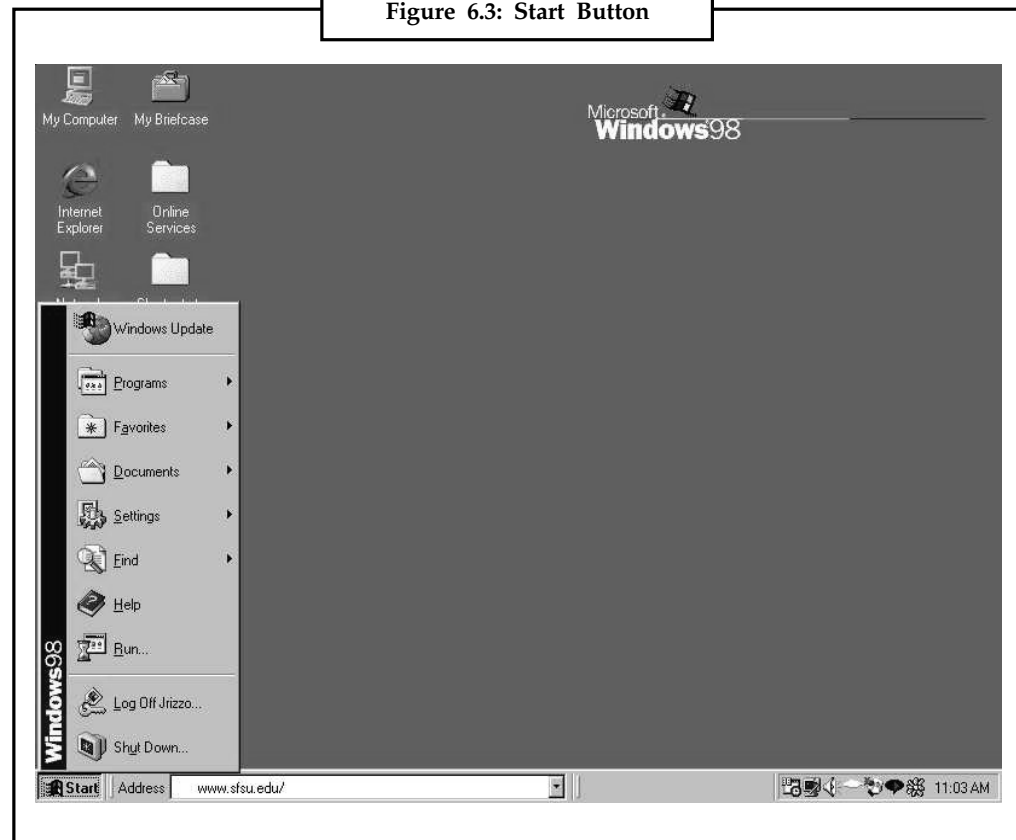 Figure 6.3: Start Button
My Computer
My Briefcase
Microsoft
Windows98
Internet
Explorer
Online
Services
Windows Update
Programs
Favorites
Documents
Settings
Find
Help
Run...
Log Off Jrizzo...
Shut Down...
Windows98
Start
Address
www.sfsu.edu/
11:03 AM